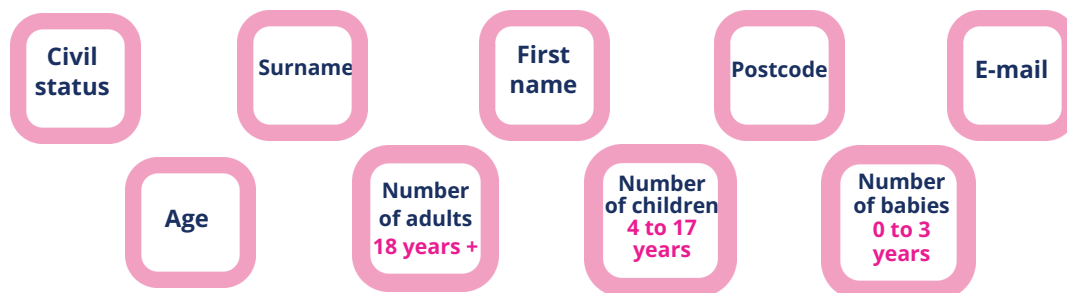 Civil
status
Surname
First
name
Postcode
E-mail
Age
Number
of adults
18 years +
Number
of children
4 to 17
years
Number
of babies
0 to 3
years